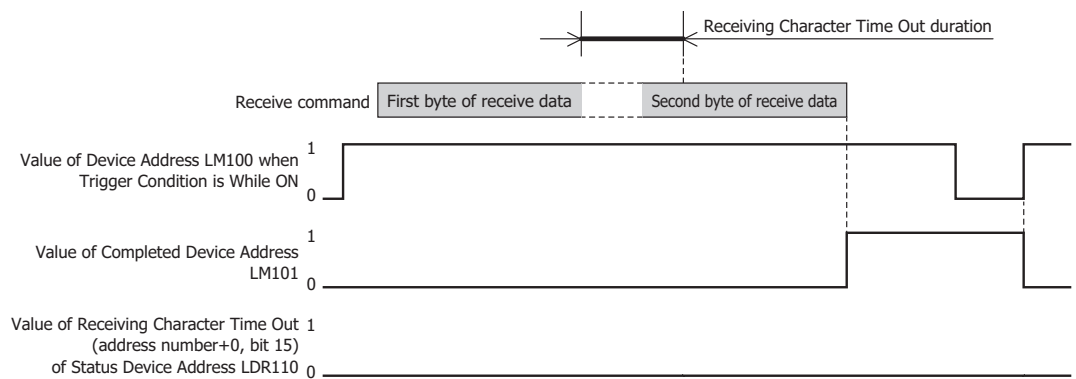 Receiving Character Time Out duration
Receive command
First byte of receive data
Second byte of receive data
Value of Device Address LM100 when
Trigger Condition is While ON
1
0
Value of Completed Device Address
LM101
1
0
Value of Receiving Character Time Out
(address number+0, bit 15)
of Status Device Address LDR110
1
0